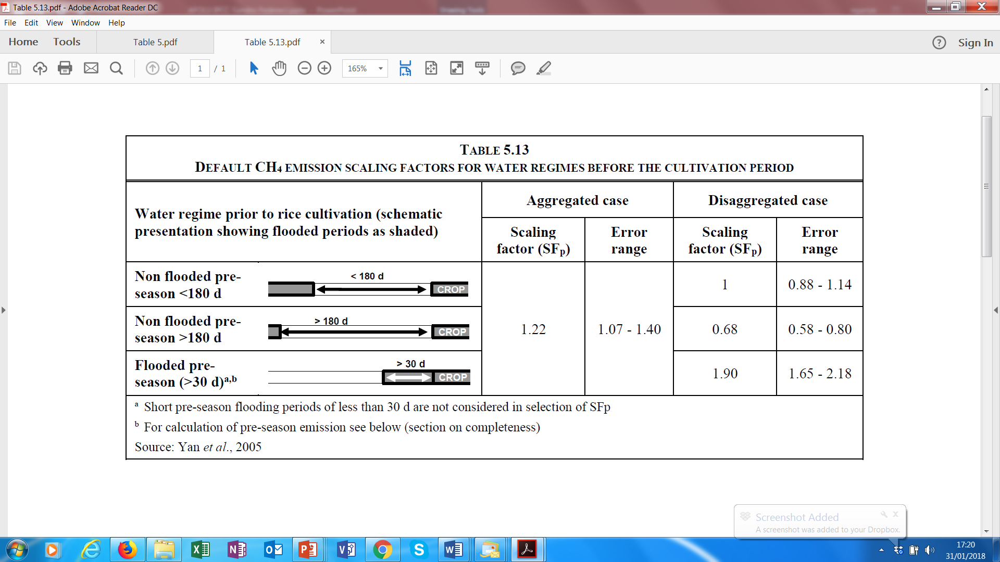 Table 5.13.pdf - Adobe Acrobat Reader DC
File Edit View Window Help
Home Tools Table 5.pdf Table 5.13.pdf × ? Sign In
1 / 1 165%
TABLE 5.13
DEFAULT CH4 EMISSION SCALING FACTORS FOR WATER REGIMES BEFORE THE CULTIVATION PERIOD
Water regime prior to rice cultivation (schematic
presentation showing flooded periods as shaded)
Aggregated case Disaggregated case
Scaling
factor (SFp)
Error
range
Scaling
factor (SFp)
Error
range
Non flooded pre-
season <180 d
< 180 d
CROP
1.22
1.07 - 1.40
1
0.88 - 1.14
Non flooded pre-
season >180 d
> 180 d
CROP
0.68
0.58 - 0.80
Flooded pre-
season (>30 d)a,b
> 30 d
CROP
1.90
1.65 - 2.18
a Short pre-season flooding periods of less than 30 d are not considered in selection of SFp
b For calculation of pre-season emission see below (section on completeness)
Source: Yan et al., 2005
Screenshot Added
A screenshot was added to your Dropbox.
17:20
31/01/2018